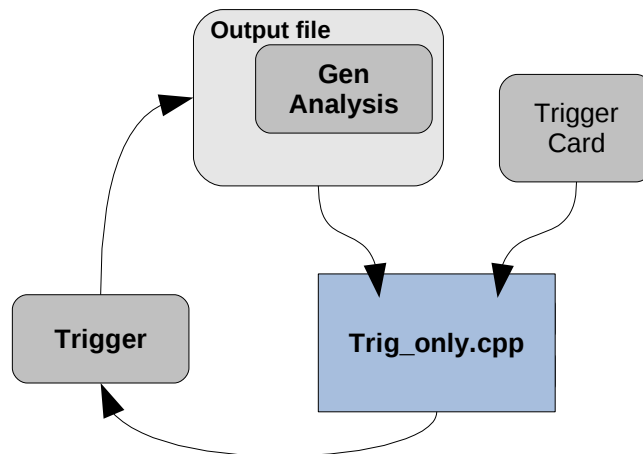 Output file
Gen
Analysis
Trigger
Card
Trigger
Trig_only.cpp